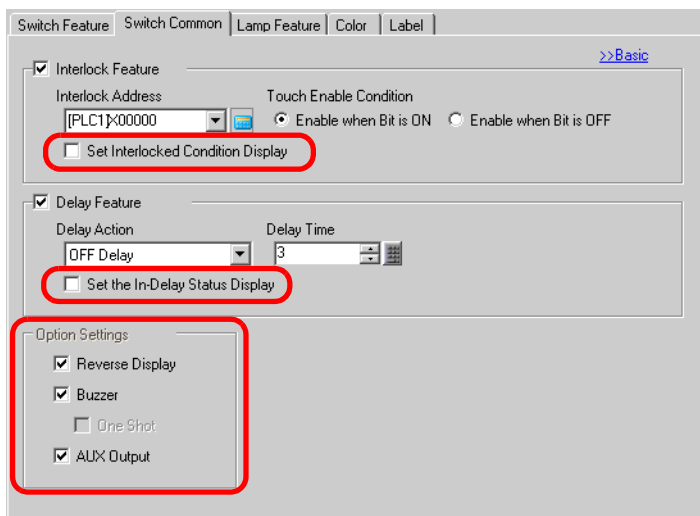 Switch Feature Switch Common Lamp Feature Color Label
>>Basic
Interlock Feature
Interlock Address Touch Enable Condition
[PLC1]X00000 Enable when Bit is ON Enable when Bit is OFF
Set Interlocked Condition Display
Delay Feature
Delay Action Delay Time
OFF Delay 3
Set the In-Delay Status Display
Option Settings
Reverse Display
Buzzer
One Shot
AUX Output